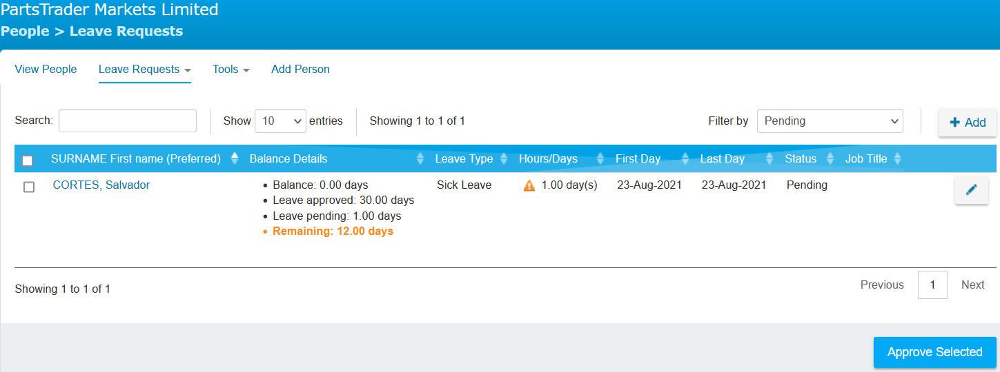 PartsTrader Markets Limited
People > Leave Requests
View People Leave Requests Tools Add Person
Search: Show 10 entries Showing 1 to 1 of 1 Filter by Pending Add
SURNAME First name (Preferred) Balance Details Leave Type Hours/Days First Day Last Day Status Job Title
CORTES, Salvador • Balance: 0.00 days Sick Leave 1.00 day(s) 23-Aug-2021 23-Aug-2021 Pending
• Leave approved: 30.00 days
• Leave pending: 1.00 days
• Remaining: 12.00 days
Showing 1 to 1 of 1 Previous 1 Next
Approve Selected